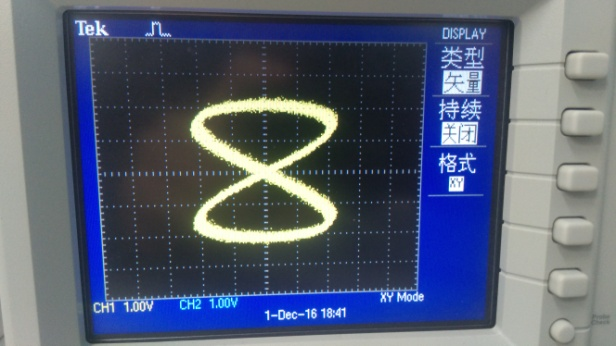 Tek
DISPLAY
类型
矢量
持续
关闭
格式
XY
CH1 1.00V CH2 1.00V XY Mode
1-Dec-16 18:41